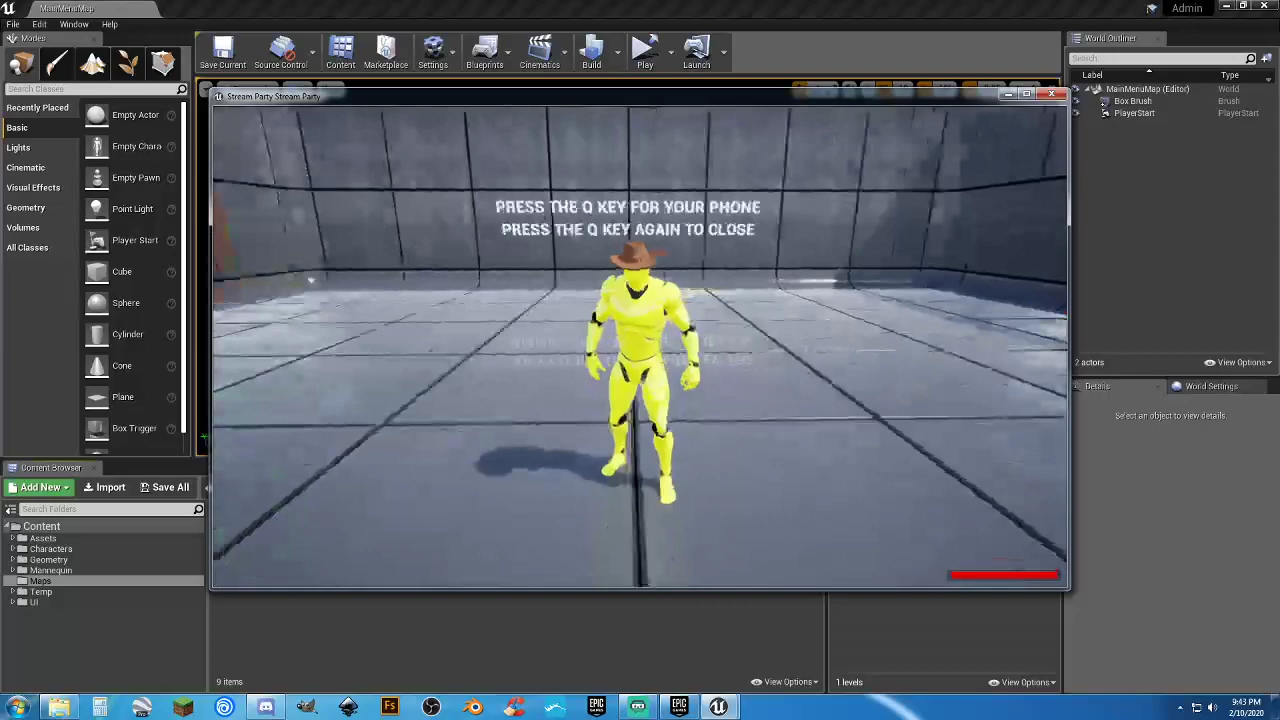 MainMenuMap
Admin
File Edit Window Help
Modes
Search Classes
Recently Placed
Basic
Lights
Cinematic
Visual Effects
Geometry
Volumes
All Classes
Empty Actor
Empty Chara
Empty Pawn
Point Light
Player Start
Cube
Sphere
Cylinder
Cone
Plane
Box Trigger
Save Current
Source Control
Content
Marketplace
Settings
Blueprints
Cinematics
Build
Play
Launch
Stream Party Stream Party
PRESS THE Q KEY FOR YOUR PHONE
PRESS THE Q KEY AGAIN TO CLOSE
World Outliner
Search
Label Type
MainMenuMap (Editor) World
Box Brush Brush
PlayerStart PlayerStart
2 actors View Options
Details World Settings
Select an object to view details.
Content Browser
Add New Import Save All
Search Folders
Content
Assets
Characters
Geometry
Mannequin
Maps
Temp
UI
9 items View Options
1 levels View Options
Fs
EPIC GAMES
EPIC GAMES
9:43 PM
2/10/2020